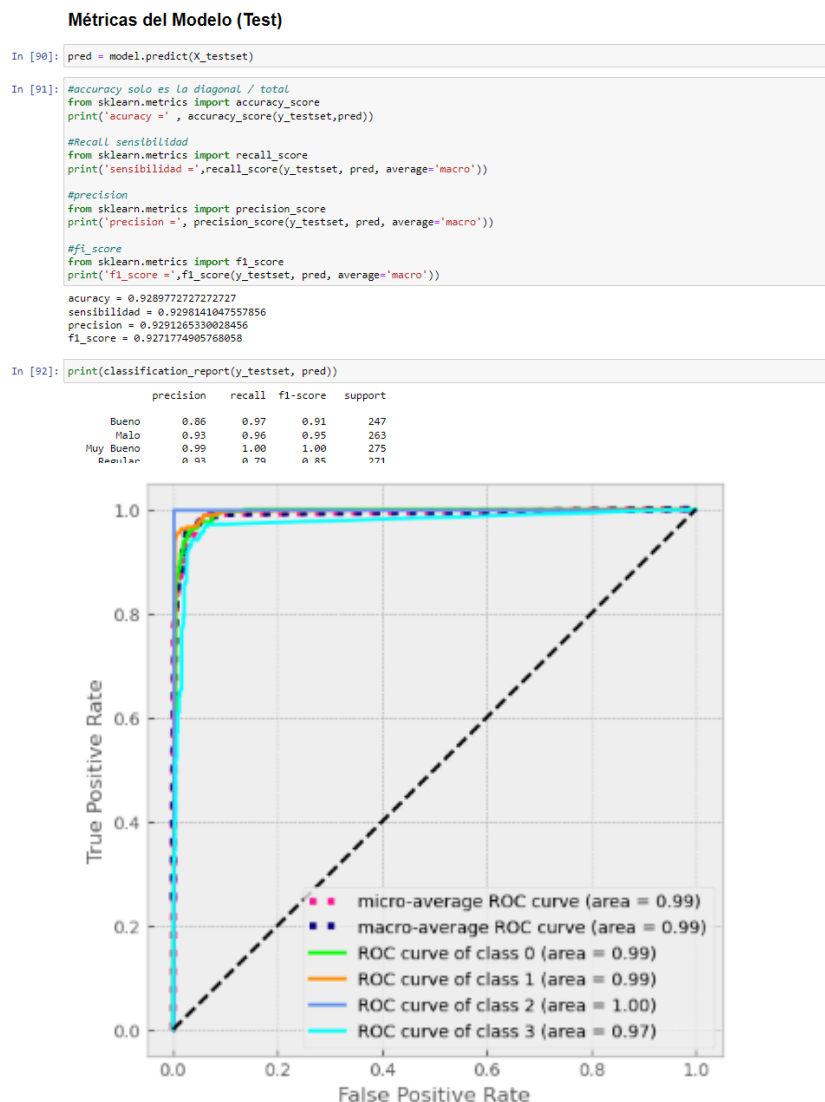 Métricas del Modelo (Test)
In [90]: pred = model.predict(X_testset)
In [91]: #accuracy solo es la diagonal / total
from sklearn.metrics import accuracy_score
print('acuracy =' , accuracy_score(y_testset,pred))
#Recall sensibilidad
from sklearn.metrics import recall_score
print('sensibilidad =',recall_score(y_testset, pred, average='macro'))
#precision
from sklearn.metrics import precision_score
print('precision =', precision_score(y_testset, pred, average='macro'))
#fi_score
from sklearn.metrics import f1_score
print('f1_score =',f1_score(y_testset, pred, average='macro'))
acuracy = 0.9289772727272727
sensibilidad = 0.9298141047557856
precision = 0.9291265330028456
f1_score = 0.9271774905768058
In [92]: print(classification_report(y_testset, pred))
precision recall f1-score support
Bueno 0.86 0.97 0.91 247
Malo 0.93 0.96 0.95 263
Muy Bueno 0.99 1.00 1.00 275
Regular 0.93 0.79 0.85 271
1.0
0.8
0.6
0.4
0.2
0.0
True Positive Rate
micro-average ROC curve (area = 0.99)
macro-average ROC curve (area = 0.99)
ROC curve of class 0 (area = 0.99)
ROC curve of class 1 (area = 0.99)
ROC curve of class 2 (area = 1.00)
ROC curve of class 3 (area = 0.97)
0.0 0.2 0.4 0.6 0.8 1.0
False Positive Rate